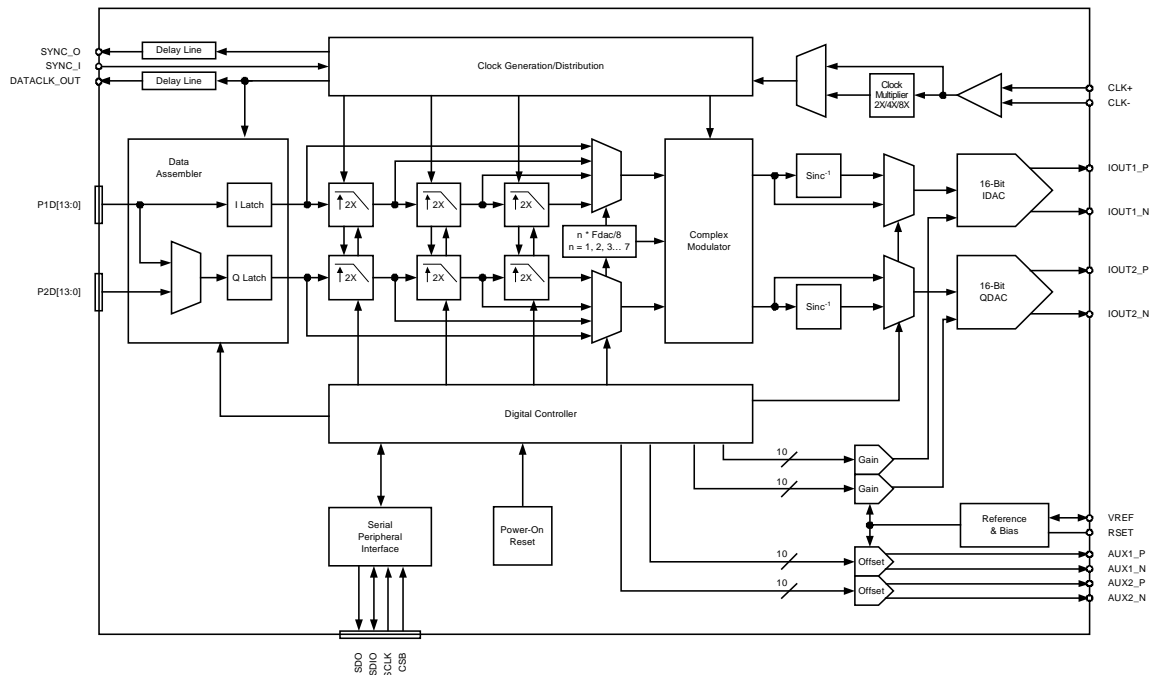 SYNC_O
Delay Line
SYNC_I
DATACLK_OUT
Delay Line
Clock Generation/Distribution
Clock
Multiplier
2X/4X/8X
CLK+
CLK-
Data
Assembler
P1D[13:0]
I Latch
2X
2X
2X
n * Fdac/8
n = 1, 2, 3... 7
Complex
Modulator
Sinc-1
16-Bit
IDAC
IOUT1_P
IOUT1_N
P2D[13:0]
Q Latch
2X
2X
2X
Sinc-1
16-Bit
QDAC
IOUT2_P
IOUT2_N
Digital Controller
10
Gain
10
Gain
Serial
Peripheral
Interface
Power-On
Reset
Reference
& Bias
VREF
RSET
10
Offset
AUX1_P
AUX1_N
10
Offset
AUX2_P
AUX2_N
SDO
SDIO
SCLK
CSB